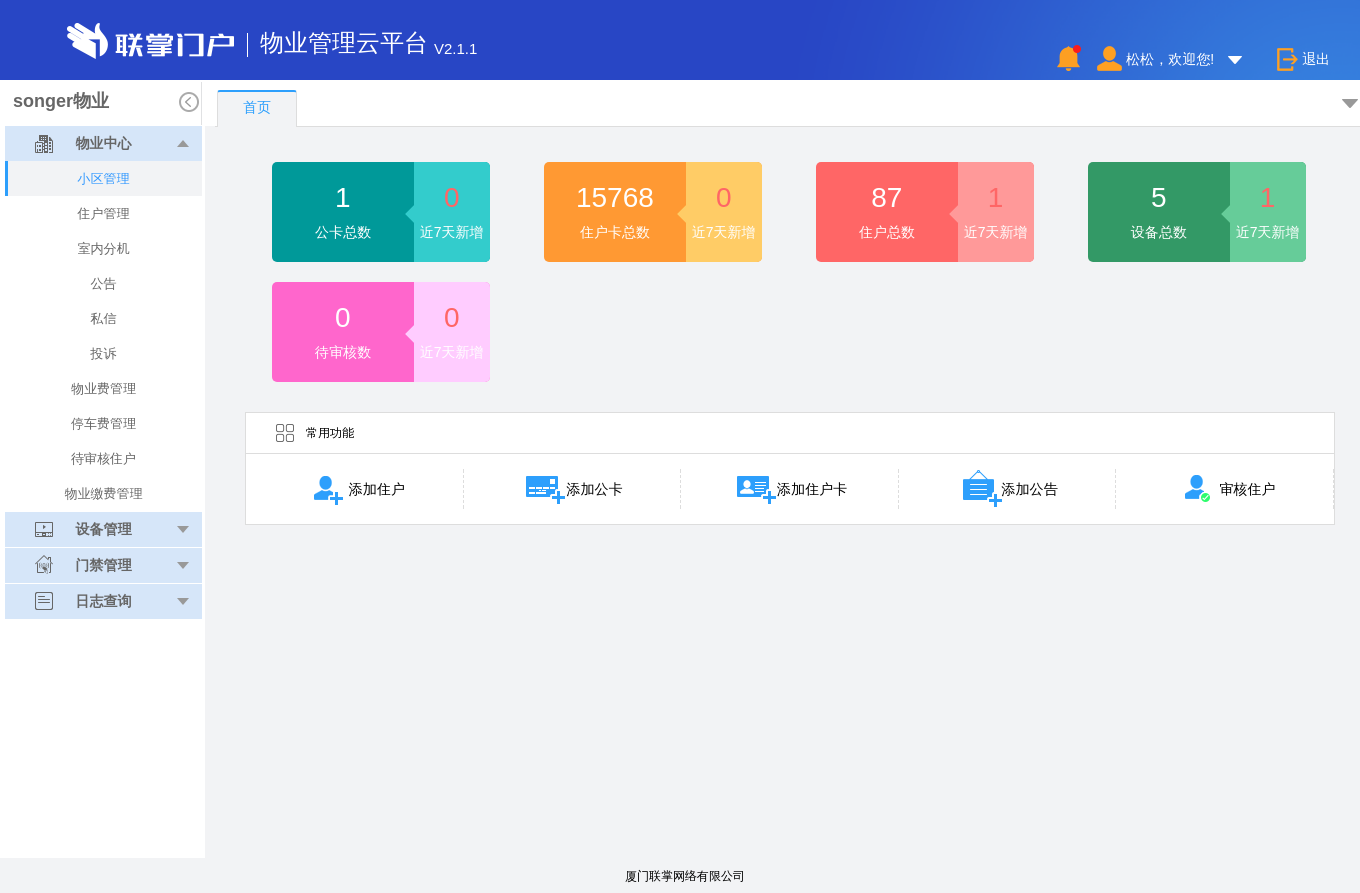 联掌门户 物业管理云平台 V2.1.1
松松，欢迎您! 退出
songer物业
首页
物业中心
小区管理
住户管理
室内分机
公告
私信
投诉
物业费管理
停车费管理
待审核住户
物业缴费管理
设备管理
门禁管理
日志查询
1 0
公卡总数 近7天新增
15768 0
住户卡总数 近7天新增
87 1
住户总数 近7天新增
5 1
设备总数 近7天新增
0 0
待审核数 近7天新增
常用功能
添加住户 添加公卡 添加住户卡 添加公告 审核住户
厦门联掌网络有限公司